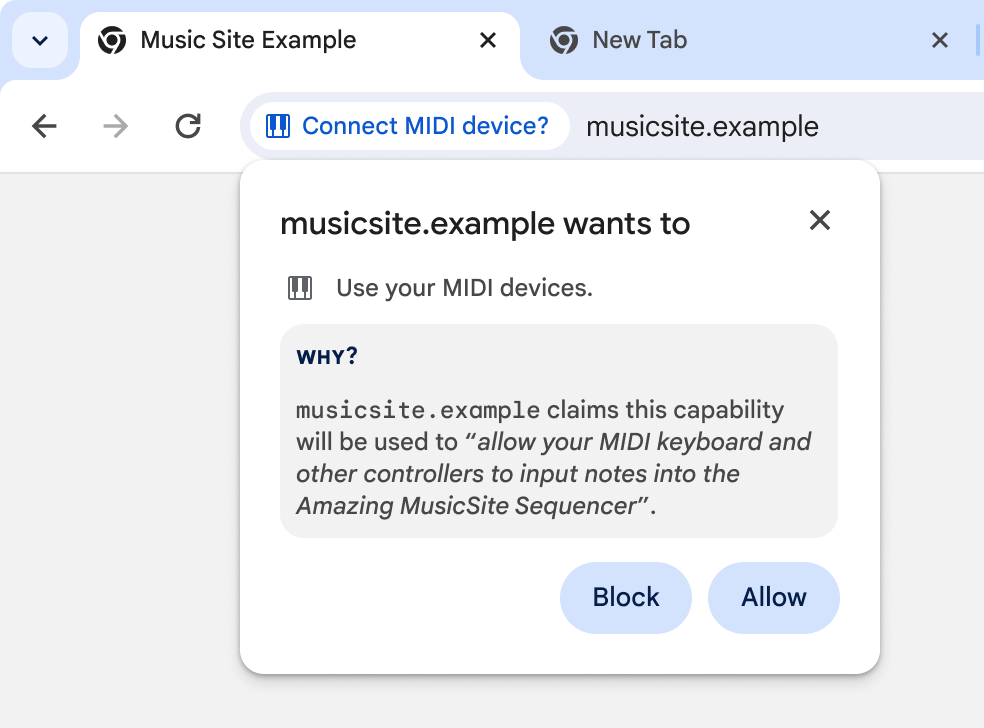 Music Site Example
New Tab
Connect MIDI device?
musicsite.example
musicsite.example wants to
Use your MIDI devices.
WHY?
musicsite.example claims this capability
will be used to “allow your MIDI keyboard and
other controllers to input notes into the
Amazing MusicSite Sequencer”.
Block
Allow